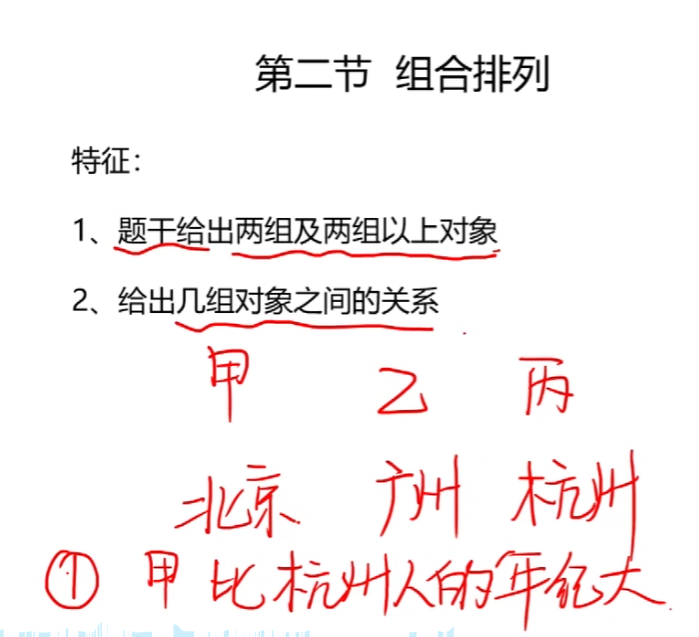 第二节 组合排列
特征：
1、题干给出两组及两组以上对象
2、给出几组对象之间的关系
甲 乙 丙
北京 广州 杭州
① 甲比杭州人的年纪大